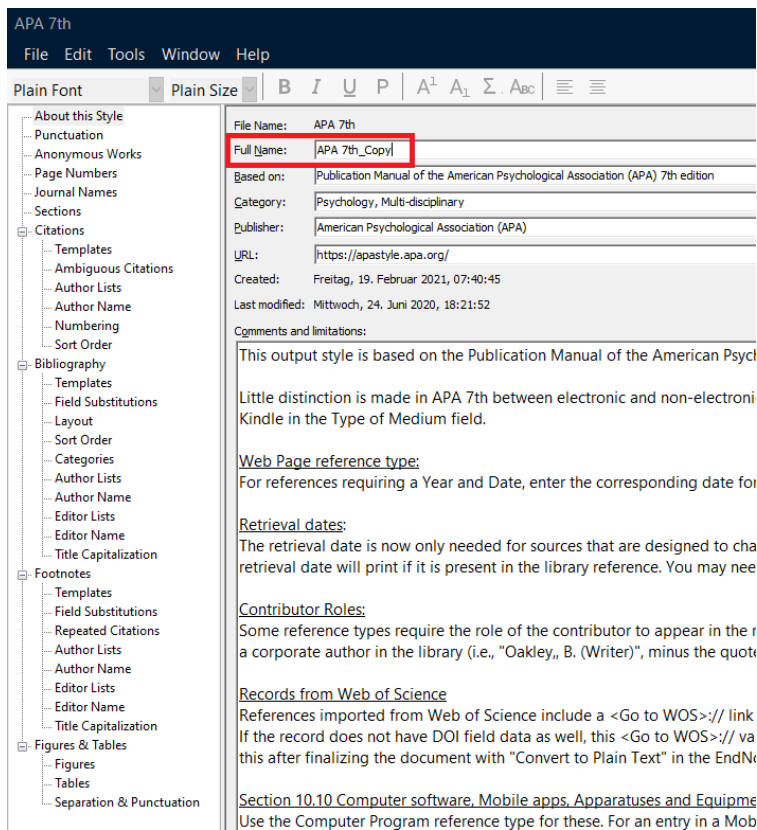 APA 7th
File Edit Tools Window Help
Plain Font Plain Size B I U P A1 A1 Σ ABC
About this Style
Punctuation
Anonymous Works
Page Numbers
Journal Names
Sections
Citations
Templates
Ambiguous Citations
Author Lists
Author Name
Numbering
Sort Order
Bibliography
Templates
Field Substitutions
Layout
Sort Order
Categories
Author Lists
Author Name
Editor Lists
Editor Name
Title Capitalization
Footnotes
Templates
Field Substitutions
Repeated Citations
Author Lists
Author Name
Editor Lists
Editor Name
Title Capitalization
Figures & Tables
Figures
Tables
Separation & Punctuation
File Name: APA 7th
Full Name: APA 7th_Copy
Based on: Publication Manual of the American Psychological Association (APA) 7th edition
Category: Psychology, Multi-disciplinary
Publisher: American Psychological Association (APA)
URL: https://apastyle.apa.org/
Created: Freitag, 19. Februar 2021, 07:40:45
Last modified: Mittwoch, 24. Juni 2020, 18:21:52
Comments and limitations:
This output style is based on the Publication Manual of the American Psych
Little distinction is made in APA 7th between electronic and non-electroni
Kindle in the Type of Medium field.
Web Page reference type:
For references requiring a Year and Date, enter the corresponding date for
Retrieval dates:
The retrieval date is now only needed for sources that are designed to cha
retrieval date will print if it is present in the library reference. You may nee
Contributor Roles:
Some reference types require the role of the contributor to appear in the r
a corporate author in the library (i.e., "Oakley,, B. (Writer)", minus the quote
Records from Web of Science
References imported from Web of Science include a <Go to WOS>:// link
If the record does not have DOI field data as well, this <Go to WOS>:// va
this after finalizing the document with "Convert to Plain Text" in the EndNo
Section 10.10 Computer software, Mobile apps, Apparatuses and Equipme
Use the Computer Program reference type for these. For an entry in a Mob